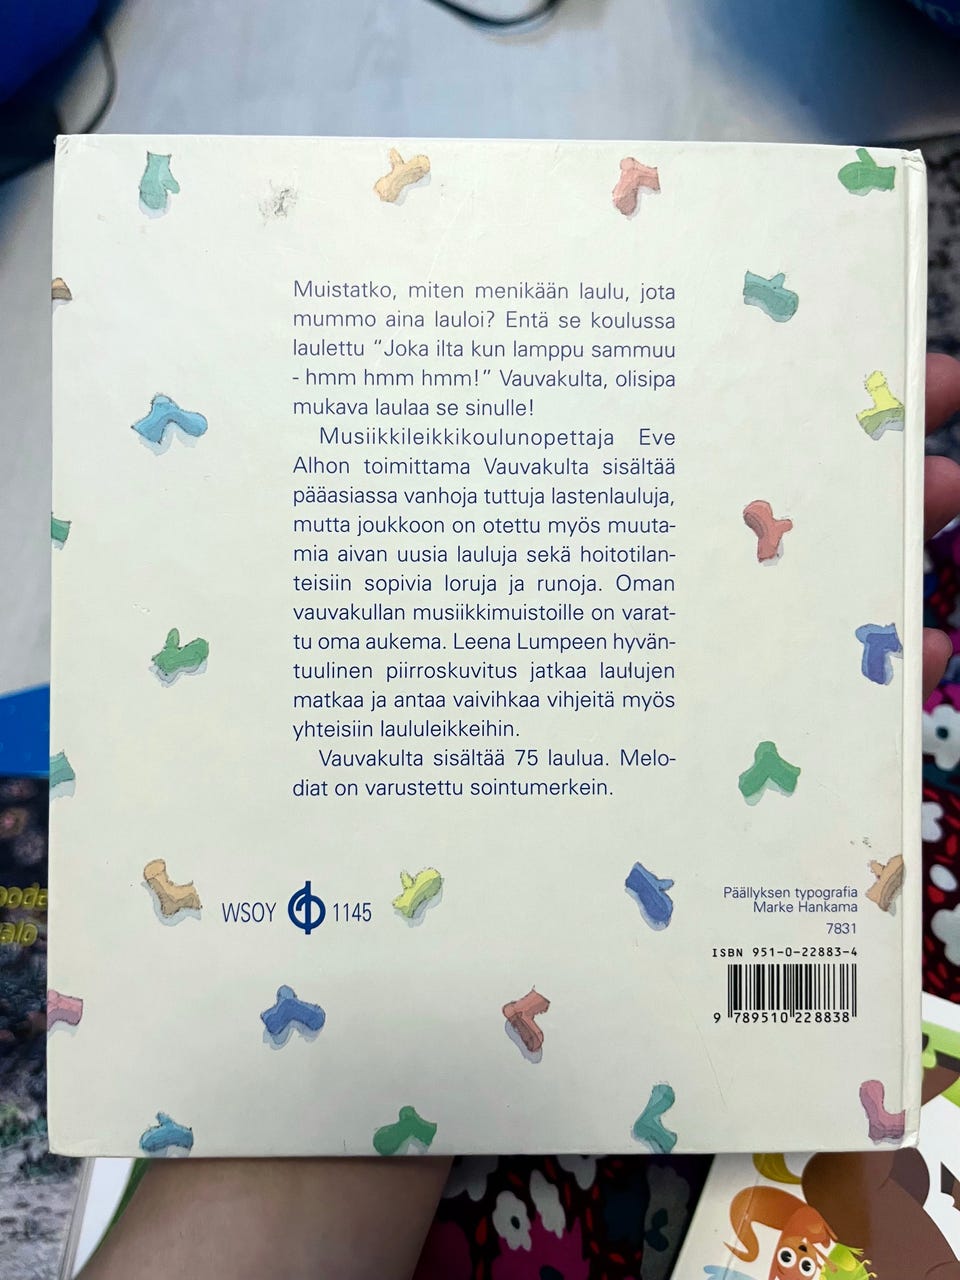 Muistatko, miten menikään laulu, jota
mummo aina lauloi? Entä se koulussa
laulettu “Joka ilta kun lamppu sammuu
- hmm hmm hmm!” Vauvakulta, olisipa
mukava laulaa se sinulle!
Musiikkileikkikoulunopettaja Eve
Alhon toimittama Vauvakulta sisältää
pääasiassa vanhoja tuttuja lastenlauluja,
mutta joukkoon on otettu myös muuta-
mia aivan uusia lauluja sekä hoitotilan-
teisiin sopivia loruja ja runoja. Oman
vauvakullan musiikkimuistoille on varat-
tu oma aukema. Leena Lumpeen hyvän-
tuulinen piirroskuvitus jatkaa laulujen
matkaa ja antaa vaivihkaa vihjeitä myös
yhteisiin laululeikkeihin.
Vauvakulta sisältää 75 laulua. Melo-
diat on varustettu sointumerkein.
WSOY 1145
Päällyksen typografia
Marke Hankama
7831
ISBN 951-0-22883-4
9 789510 228838